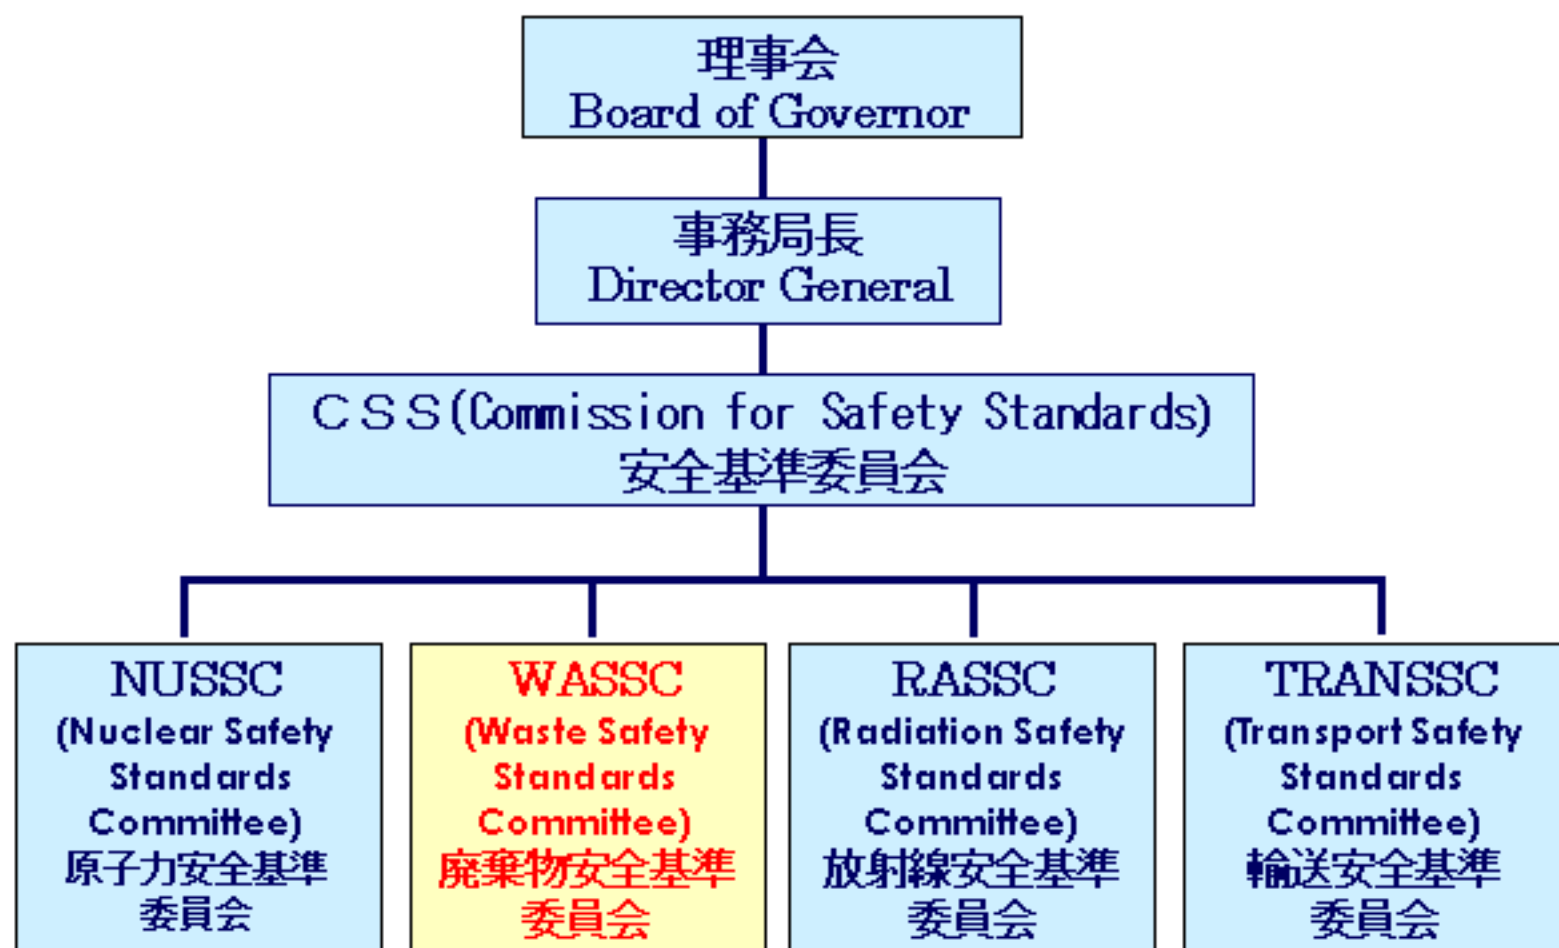 理事会
Board of Governor
事務局長
Director General
ＣＳＳ(Commission for Safety Standards)
安全基準委員会
NUSSC
(Nuclear Safety
Standards
Committee)
原子力安全基準
委員会
WASSC
(Waste Safety
Standards
Committee)
廃棄物安全基準
委員会
RASSC
(Radiation Safety
Standards
Committee)
放射線安全基準
委員会
TRANSSC
(Transport Safety
Standards
Committee)
輸送安全基準
委員会